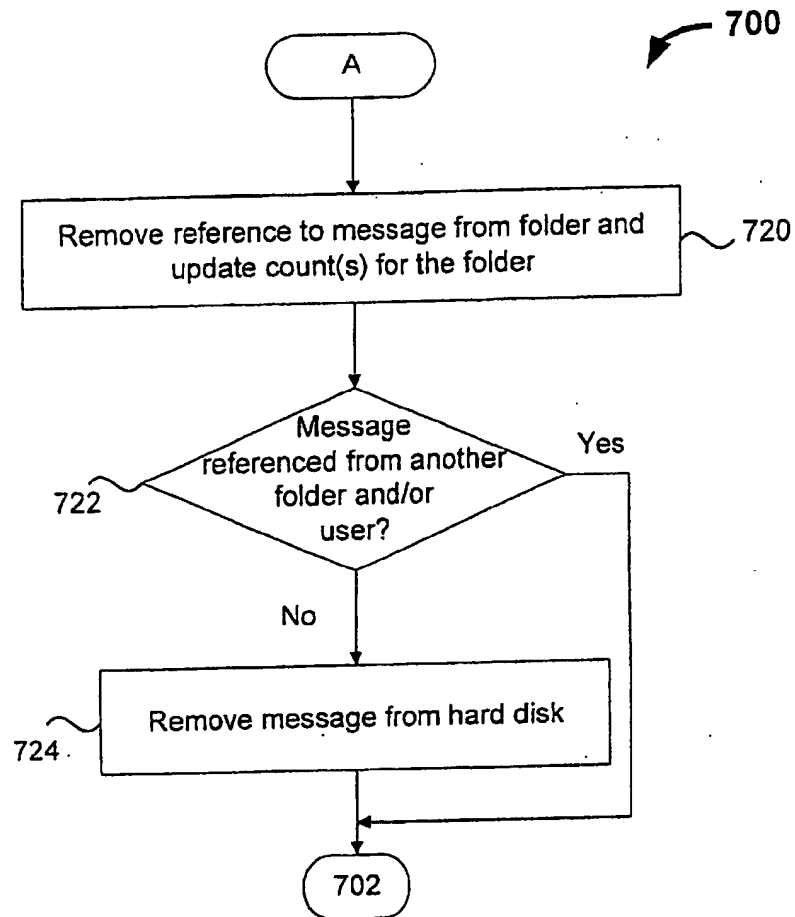 700
A
Remove reference to message from folder and
update count(s) for the folder
720
Message
referenced from another
folder and/or
user?
Yes
722
No
Remove message from hard disk
724
702